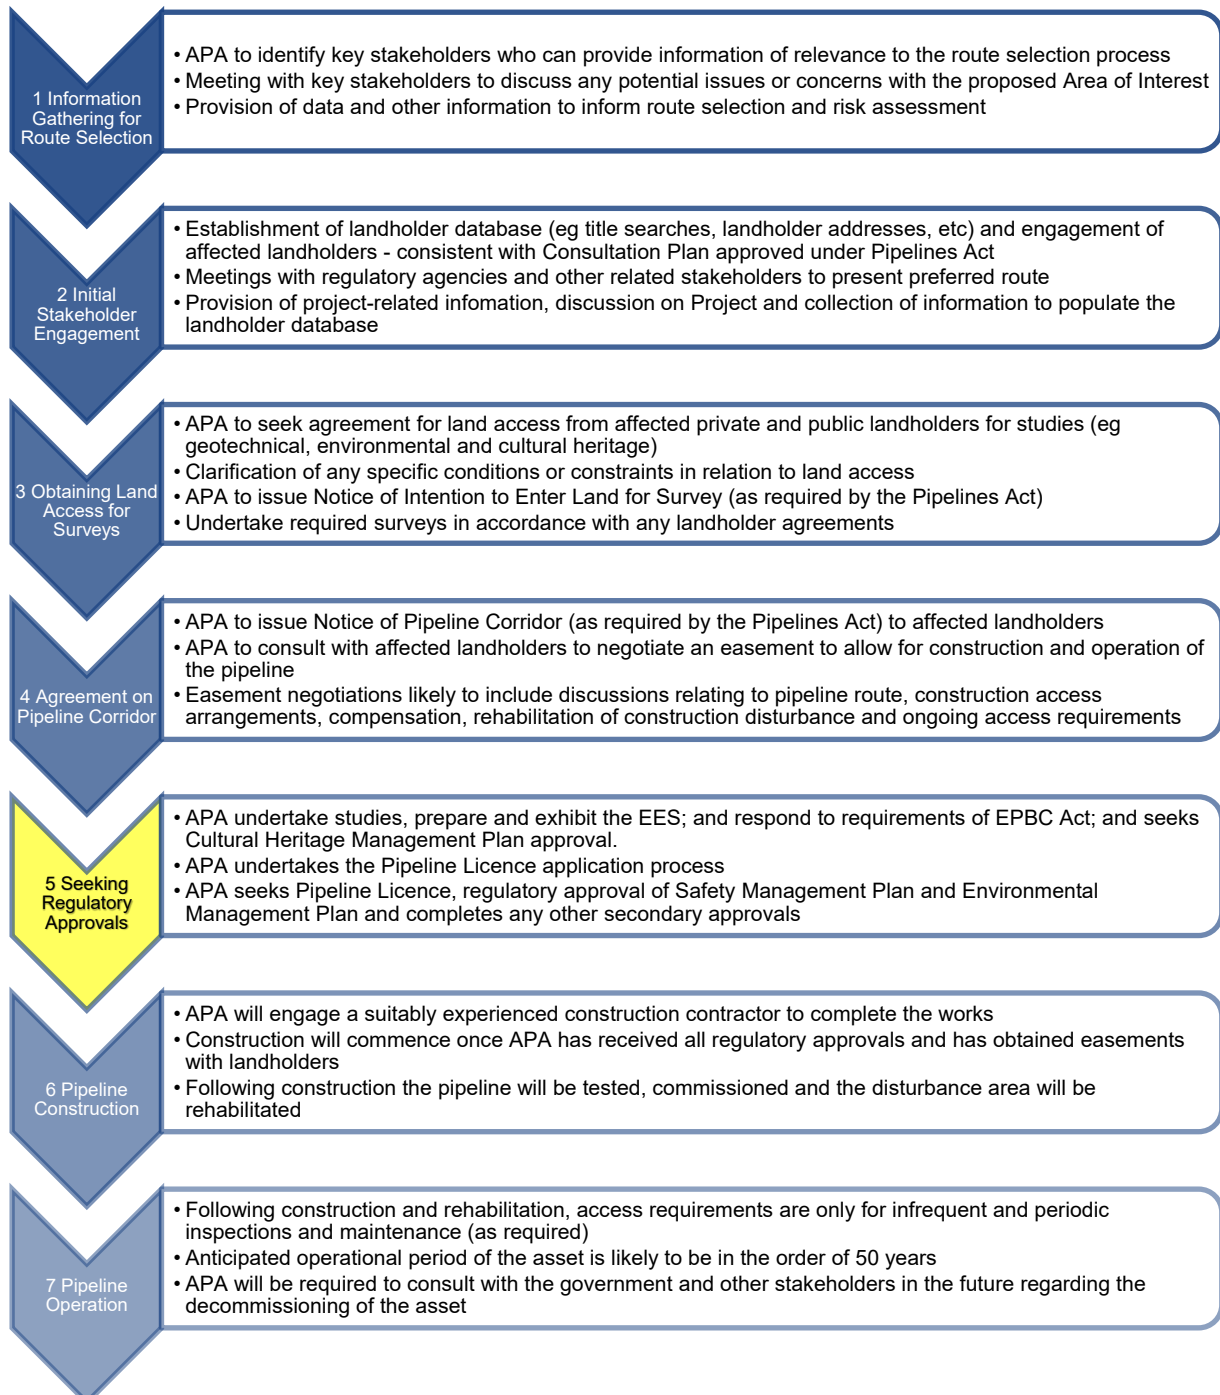 1 Information
Gathering for
Route Selection
• APA to identify key stakeholders who can provide information of relevance to the route selection process
• Meeting with key stakeholders to discuss any potential issues or concerns with the proposed Area of Interest
• Provision of data and other information to inform route selection and risk assessment
2 Initial
Stakeholder
Engagement
• Establishment of landholder database (eg title searches, landholder addresses, etc) and engagement of
affected landholders - consistent with Consultation Plan approved under Pipelines Act
• Meetings with regulatory agencies and other related stakeholders to present preferred route
• Provision of project-related infomation, discussion on Project and collection of information to populate the
landholder database
3 Obtaining Land
Access for
Surveys
• APA to seek agreement for land access from affected private and public landholders for studies (eg
geotechnical, environmental and cultural heritage)
• Clarification of any specific conditions or constraints in relation to land access
• APA to issue Notice of Intention to Enter Land for Survey (as required by the Pipelines Act)
• Undertake required surveys in accordance with any landholder agreements
4 Agreement on
Pipeline Corridor
• APA to issue Notice of Pipeline Corridor (as required by the Pipelines Act) to affected landholders
• APA to consult with affected landholders to negotiate an easement to allow for construction and operation of
the pipeline
• Easement negotiations likely to include discussions relating to pipeline route, construction access
arrangements, compensation, rehabilitation of construction disturbance and ongoing access requirements
5 Seeking
Regulatory
Approvals
• APA undertake studies, prepare and exhibit the EES; and respond to requirements of EPBC Act; and seeks
Cultural Heritage Management Plan approval.
• APA undertakes the Pipeline Licence application process
• APA seeks Pipeline Licence, regulatory approval of Safety Management Plan and Environmental
Management Plan and completes any other secondary approvals
6 Pipeline
Construction
• APA will engage a suitably experienced construction contractor to complete the works
• Construction will commence once APA has received all regulatory approvals and has obtained easements
with landholders
• Following construction the pipeline will be tested, commissioned and the disturbance area will be
rehabilitated
7 Pipeline
Operation
• Following construction and rehabilitation, access requirements are only for infrequent and periodic
inspections and maintenance (as required)
• Anticipated operational period of the asset is likely to be in the order of 50 years
• APA will be required to consult with the government and other stakeholders in the future regarding the
decommissioning of the asset